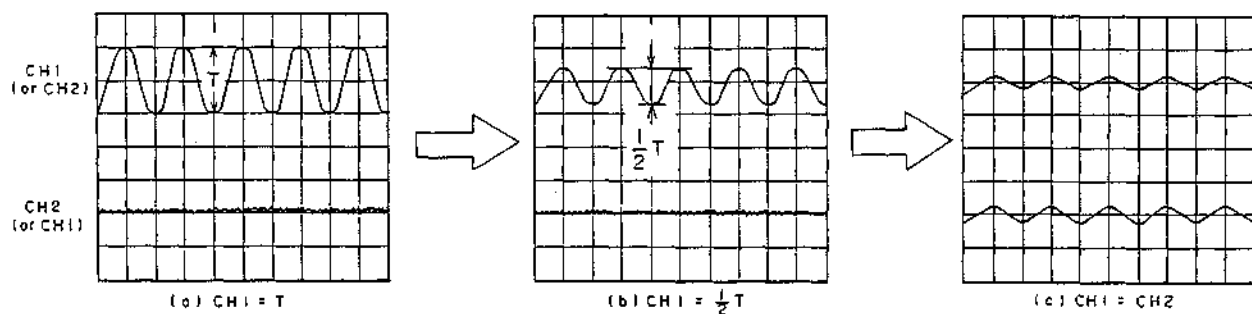 CH1
(or CH2)
T
CH2
(or CH1)
(a) CH1 = T
1/2 T
(b) CH1 = 1/2 T
(c) CH1 = CH2